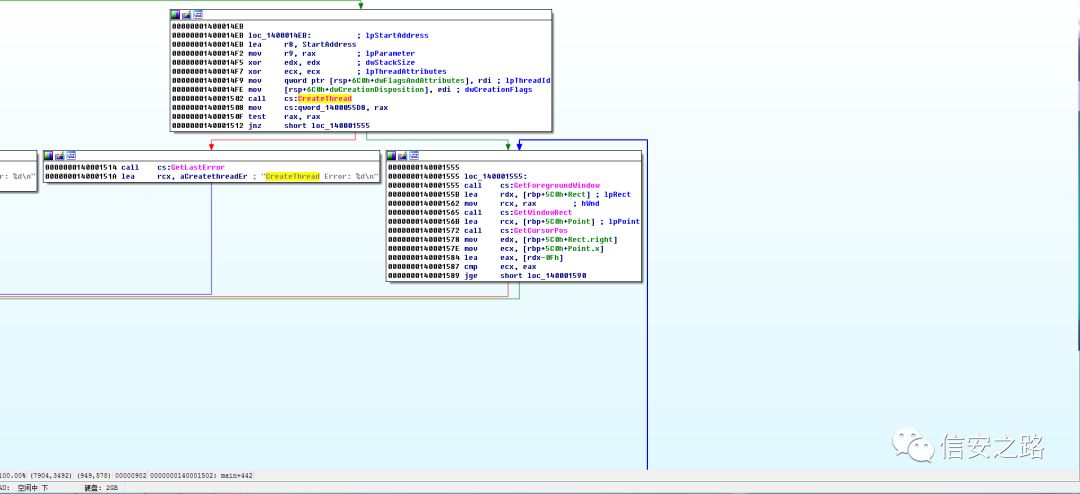 00000001400014EB
00000001400014EB loc_1400014EB: ; lpStartAddress
00000001400014EB lea r8, StartAddress
00000001400014F2 mov r9, rax ; lpParameter
00000001400014F5 xor edx, edx ; dwStackSize
00000001400014F7 xor ecx, ecx ; lpThreadAttributes
00000001400014F9 mov qword ptr [rsp+6C0h+dwFlagsAndAttributes], rdi ; lpThreadId
00000001400014FE mov [rsp+6C0h+dwCreationDisposition], edi ; dwCreationFlags
0000000140001502 call cs:CreateThread
0000000140001508 mov cs:qword_1400055D8, rax
000000014000150F test rax, rax
0000000140001512 jnz short loc_140001555
r: %d\n"
0000000140001514 call cs:GetLastError
000000014000151A lea rcx, aCreatethreadEr ; "CreateThread Error: %d\n"
0000000140001555
0000000140001555 loc_140001555:
0000000140001555 call cs:GetForegroundWindow
000000014000155B lea rdx, [rbp+5C0h+Rect] ; lpRect
0000000140001562 mov rcx, rax ; hWnd
0000000140001565 call cs:GetWindowRect
000000014000156B lea rcx, [rbp+5C0h+Point] ; lpPoint
0000000140001572 call cs:GetCursorPos
0000000140001578 mov edx, [rbp+5C0h+Rect.right]
000000014000157E mov ecx, [rbp+5C0h+Point.x]
0000000140001584 lea eax, [rdx-0Fh]
0000000140001587 cmp ecx, eax
0000000140001589 jge short loc_140001590
信安之路
100.00% (7904,3492) (949,578) 00000902 0000000140001502: main+442
AU: 空闲中 下 硬盘: 2GB